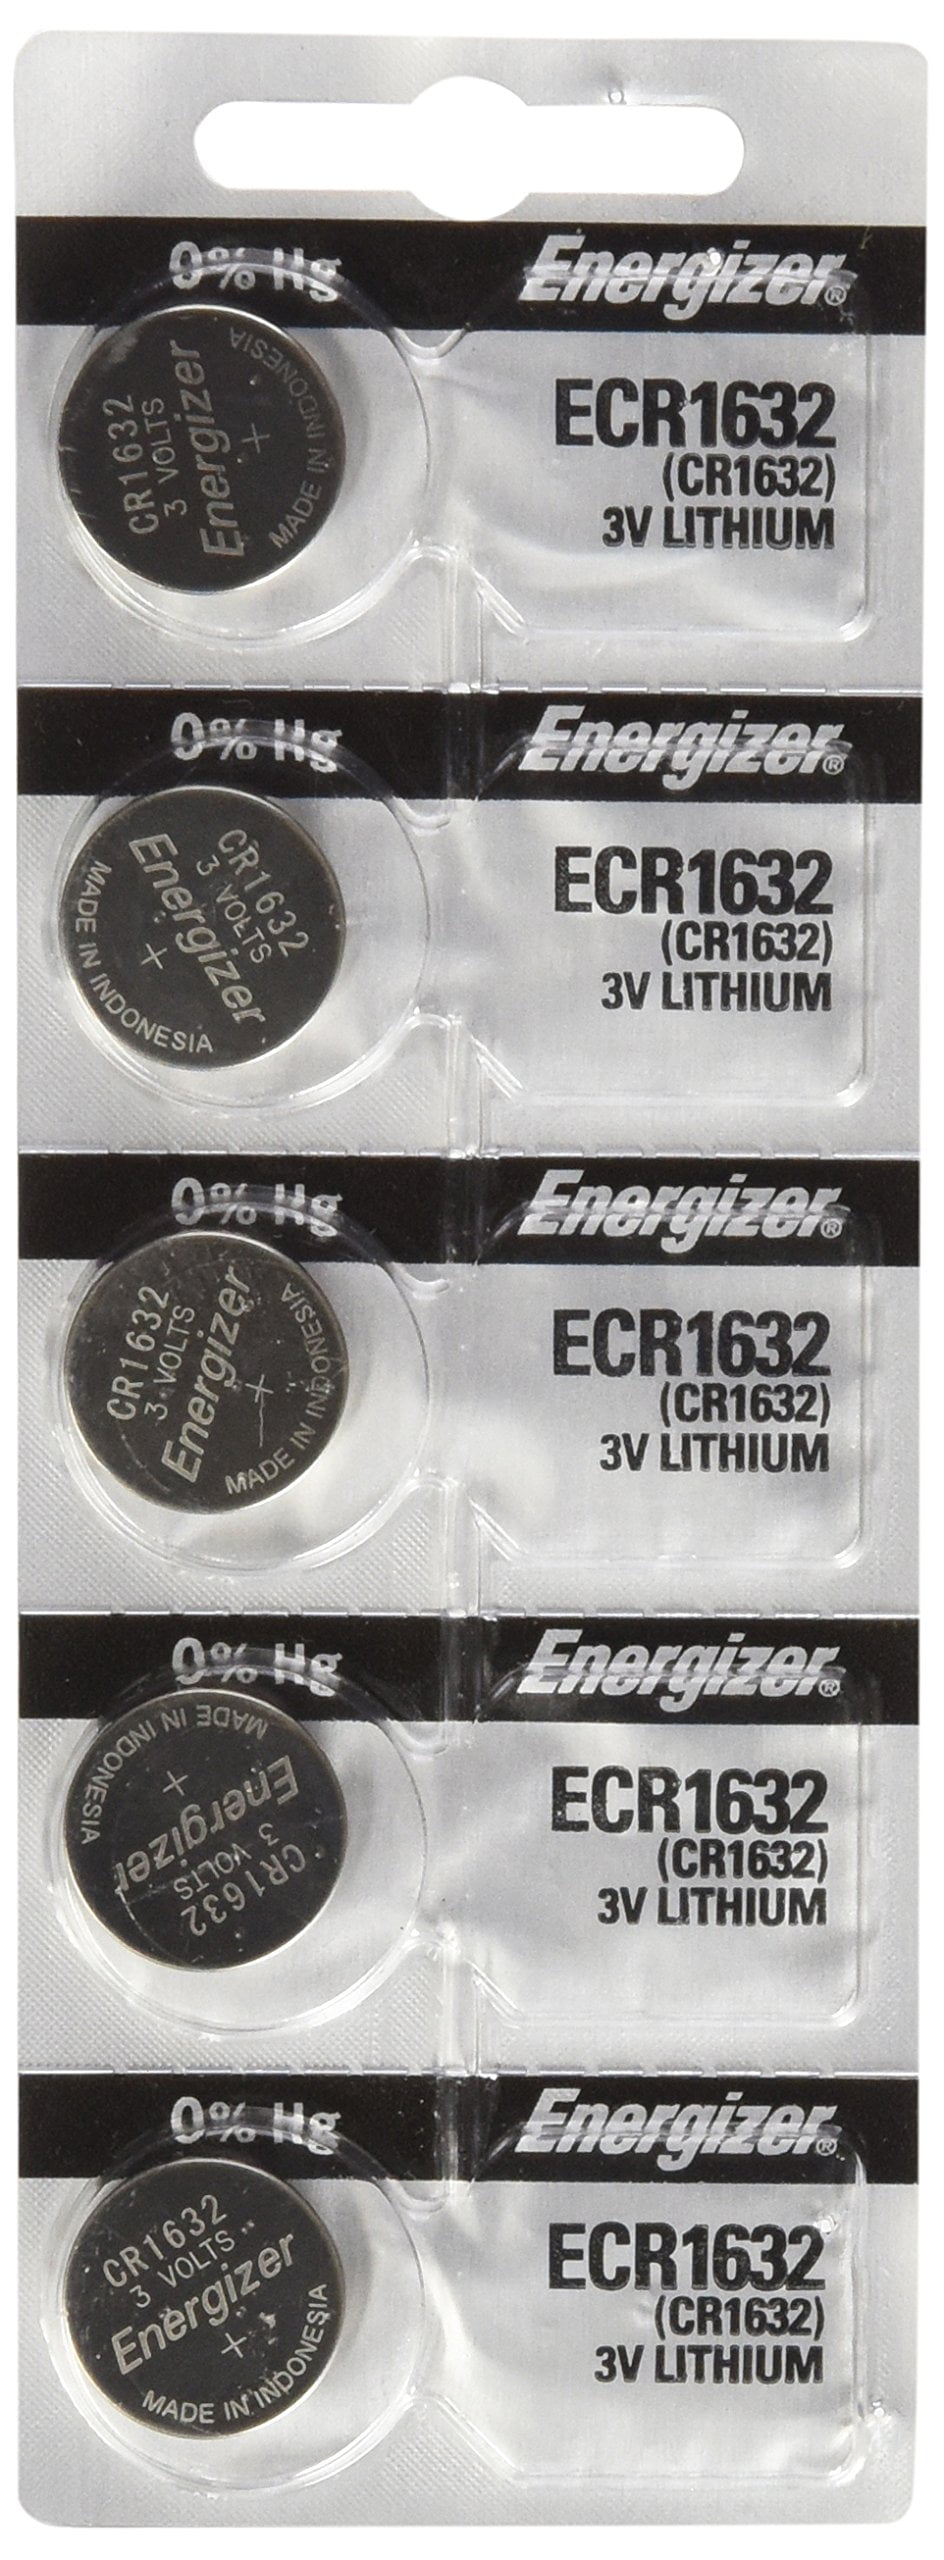 0% Hg
Energizer®
CR1632
3 VOLTS
Energizer
+
MADE IN INDONESIA
ECR1632
(CR1632)
3V LITHIUM
0% Hg
Energizer®
CR1632
3 VOLTS
Energizer
+
MADE IN INDONESIA
ECR1632
(CR1632)
3V LITHIUM
0% Hg
Energizer®
CR1632
3 VOLTS
Energizer
+
MADE IN INDONESIA
ECR1632
(CR1632)
3V LITHIUM
0% Hg
Energizer®
MADE IN INDONESIA
+
Energizer
3 VOLTS
CR1632
ECR1632
(CR1632)
3V LITHIUM
0% Hg
Energizer®
CR1632
3 VOLTS
Energizer
+
MADE IN INDONESIA
ECR1632
(CR1632)
3V LITHIUM